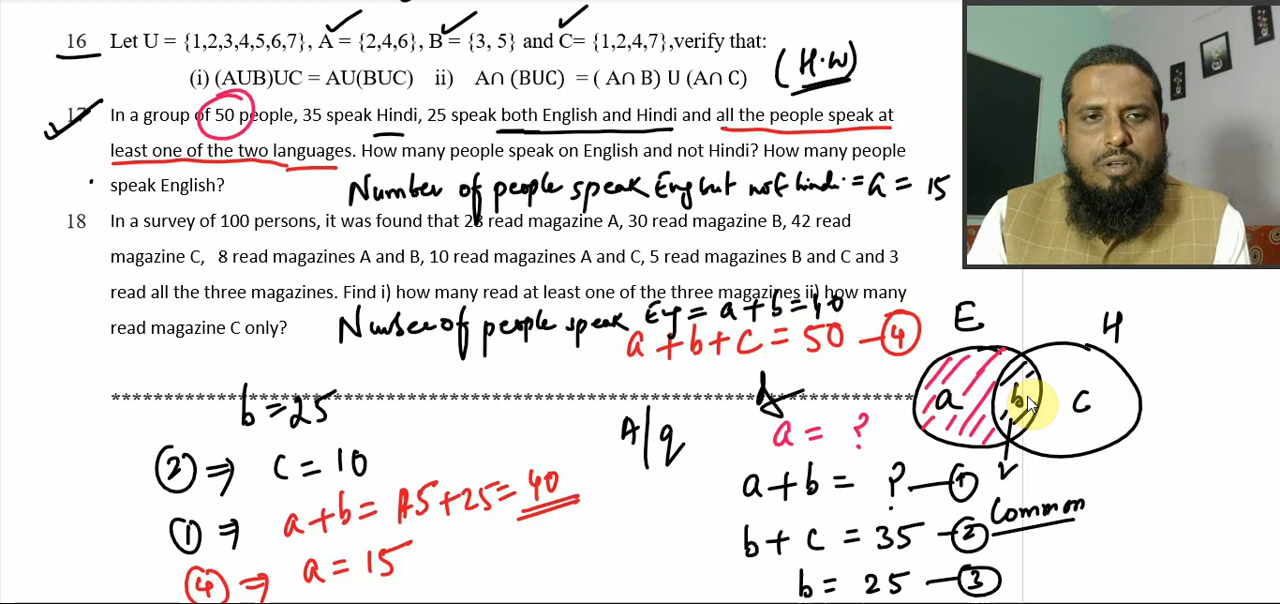 16 Let U = {1,2,3,4,5,6,7}, A = {2,4,6}, B = {3, 5} and C= {1,2,4,7},verify that:
(i) (AUB)UC = AU(BUC) ii) A∩ (BUC) = ( A∩ B) U (A∩ C) (H.W)
17 In a group of 50 people, 35 speak Hindi, 25 speak both English and Hindi and all the people speak at
least one of the two languages. How many people speak on English and not Hindi? How many people
speak English?
Number of people speak Eng but not hindi = a = 15
18 In a survey of 100 persons, it was found that 28 read magazine A, 30 read magazine B, 42 read
magazine C, 8 read magazines A and B, 10 read magazines A and C, 5 read magazines B and C and 3
read all the three magazines. Find i) how many read at least one of the three magazines ii) how many
read magazine C only?
Number of people speak Eng = a+b=40
a+b+c = 50 — ④
E H
a b c
****************************************************************************************
b=25
A/q
a = ?
② ⇒ c = 10
a+b = ? — ①
Common
① ⇒ a+b= 15+25= 40
b+c = 35 — ②
④ ⇒ a = 15
b = 25 — ③